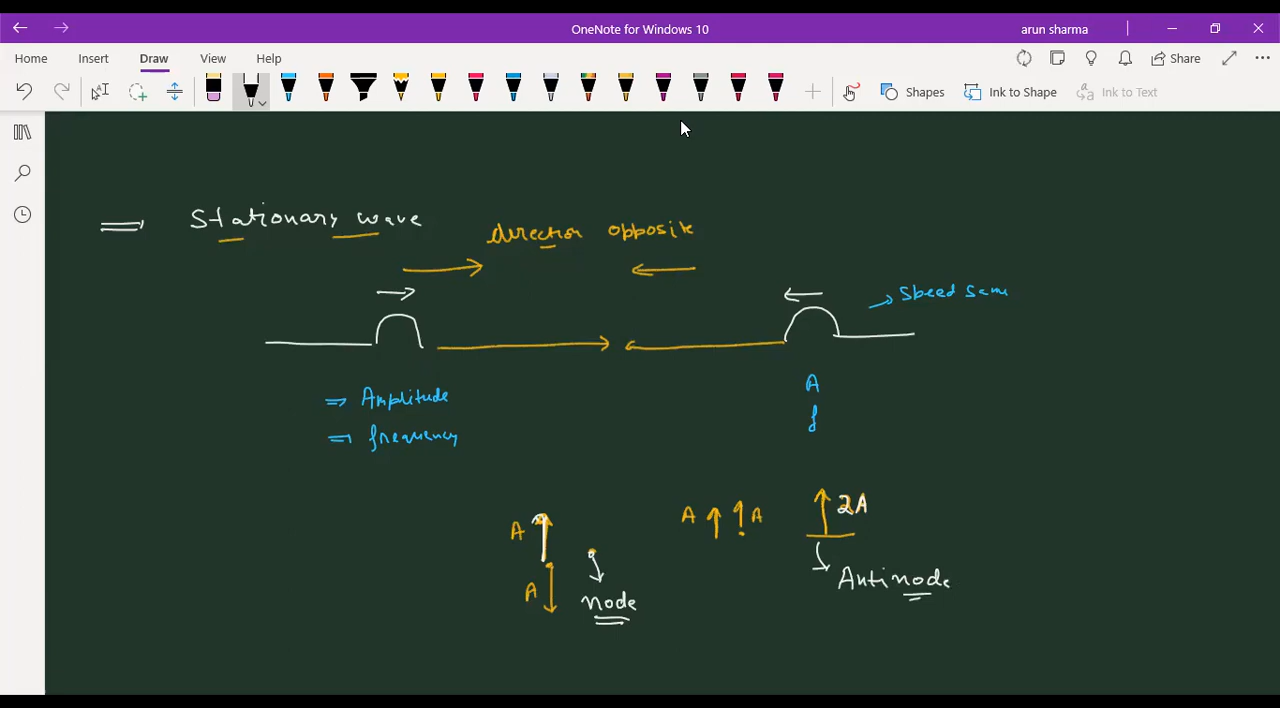 OneNote for Windows 10
arun sharma
Home Insert Draw View Help
Share
Shapes Ink to Shape Ink to Text
Stationary wave
direction opposite
speed same
Amplitude
frequency
A
f
A
A
node
A A
2A
Antinode